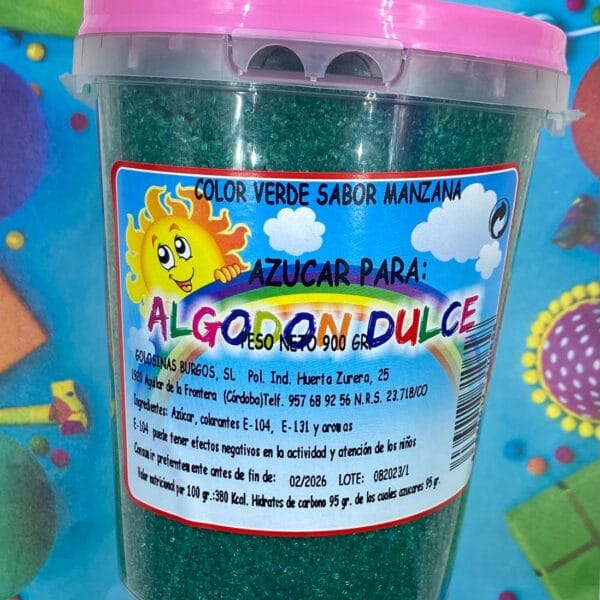 COLOR VERDE SABOR MANZANA
AZUCAR PARA:
ALGODON DULCE
PESO NETO 900 GR.
GOLOSINAS BURGOS, SL Pol. Ind. Huerta Zurera, 25
14920 Aguilar de la Frontera (Córdoba)Telf. 957 68 92 56 N.R.S. 23.718/CO
Ingredientes: Azúcar, colorantes E-104, E-131 y aromas
E-104 puede tener efectos negativos en la actividad y atención de los niños
Consumir preferntemente antes de fin de: 02/2026 LOTE: 082023/1
Valor nutricional por 100 gr.:380 Kcal. Hidratos de carbono 95 gr. de los cuales azucares 95 gr.